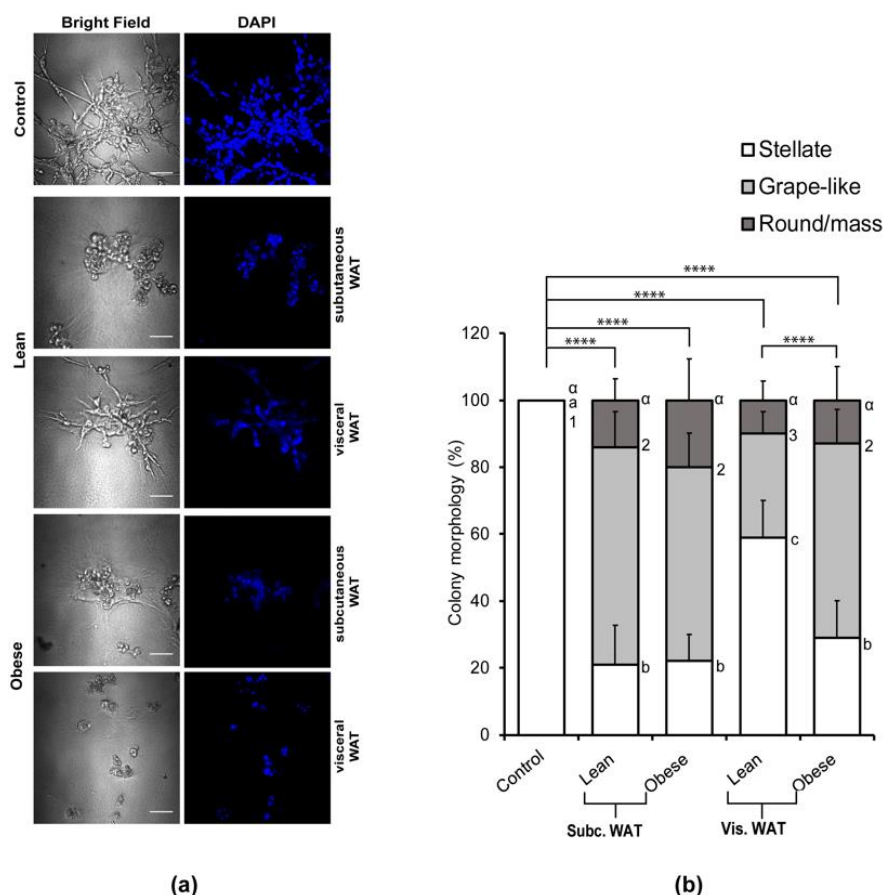 Bright Field DAPI
Control
Lean
subutaneous
WAT
visceral
WAT
Obese
subcutaneous
WAT
visceral
WAT
(a)
Stellate
Grape-like
Round/mass
****
****
****
**** ****
Colony morphology (%)
120
100
80
60
40
20
0
α
a
1
α
2
b
α
2
b
α
3
c
α
2
b
Control Lean Obese Lean Obese
Subc. WAT Vis. WAT
(b)